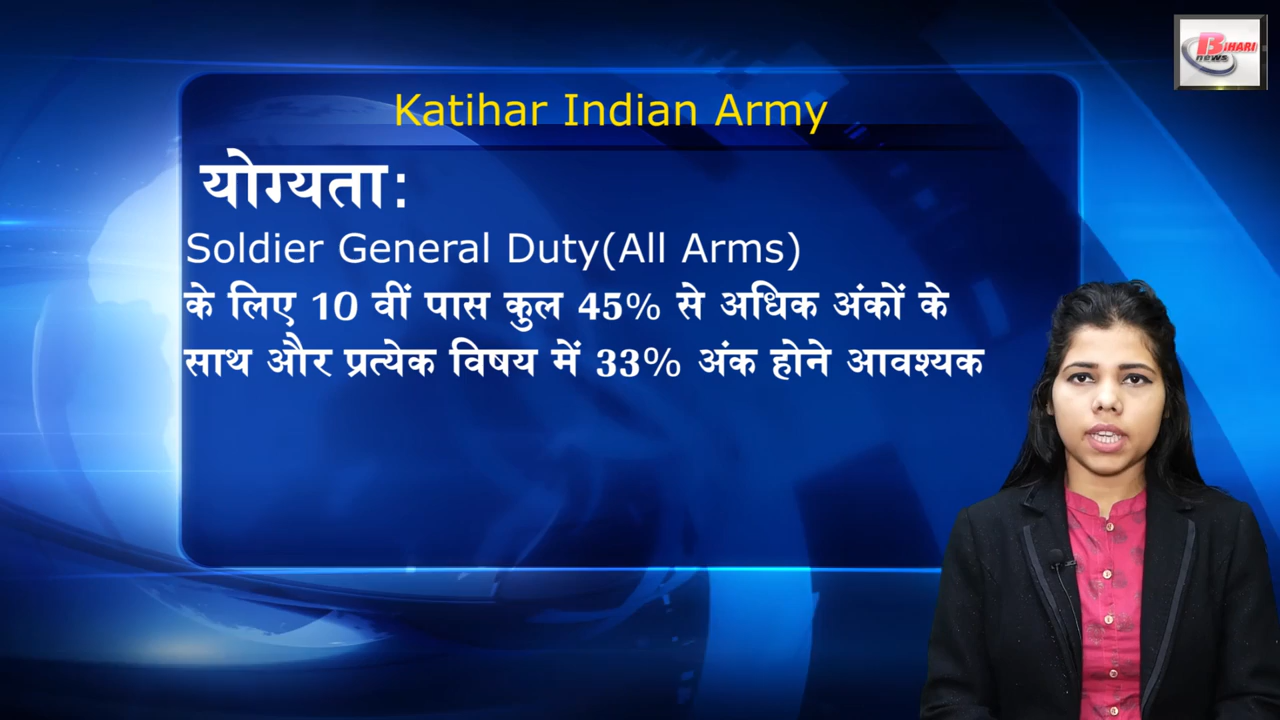 BIHARI
news
Katihar Indian Army
योग्यता:
Soldier General Duty(All Arms)
के लिए 10 वीं पास कुल 45% से अधिक अंकों के
साथ और प्रत्येक विषय में 33% अंक होने आवश्यक